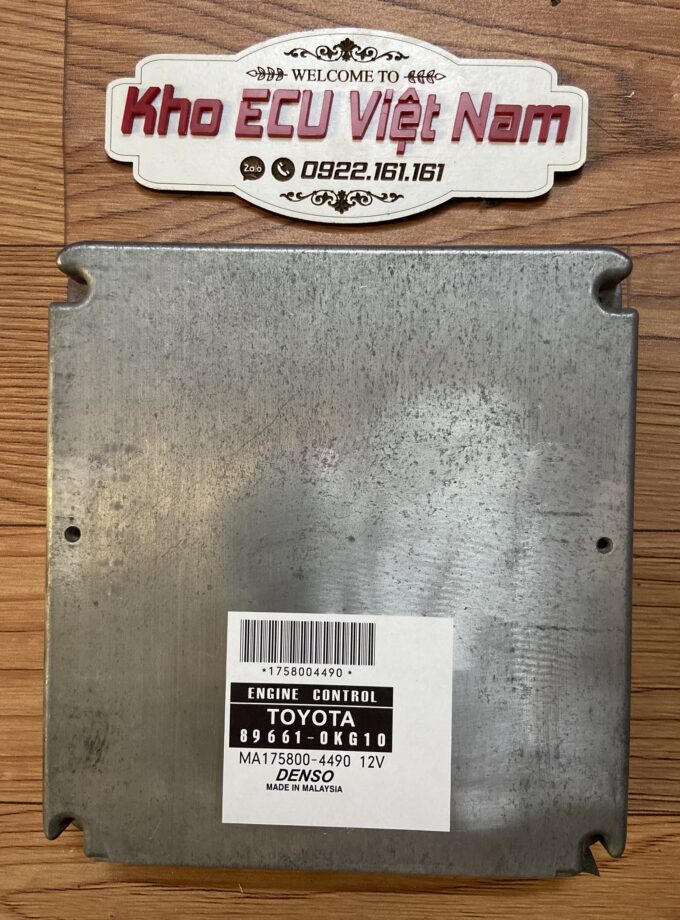 WELCOME TO
Kho ECU Việt Nam
Zalo 0922.161.161
*1758004490*
ENGINE CONTROL
TOYOTA
89661-0KG10
MA175800-4490 12V
DENSO
MADE IN MALAYSIA